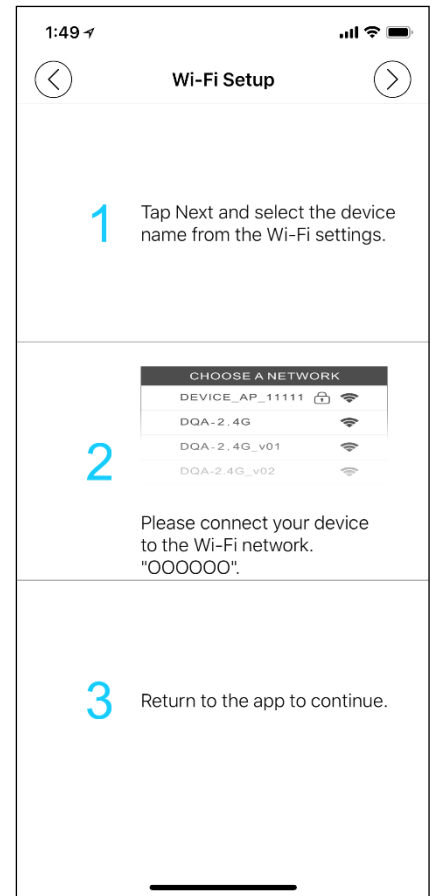 1:49
Wi-Fi Setup
1
Tap Next and select the device
name from the Wi-Fi settings.
CHOOSE A NETWORK
DEVICE_AP_11111
DQA-2.4G
DQA-2.4G_v01
DQA-2.4G_v02
2
Please connect your device
to the Wi-Fi network.
"OOOOOO".
3
Return to the app to continue.